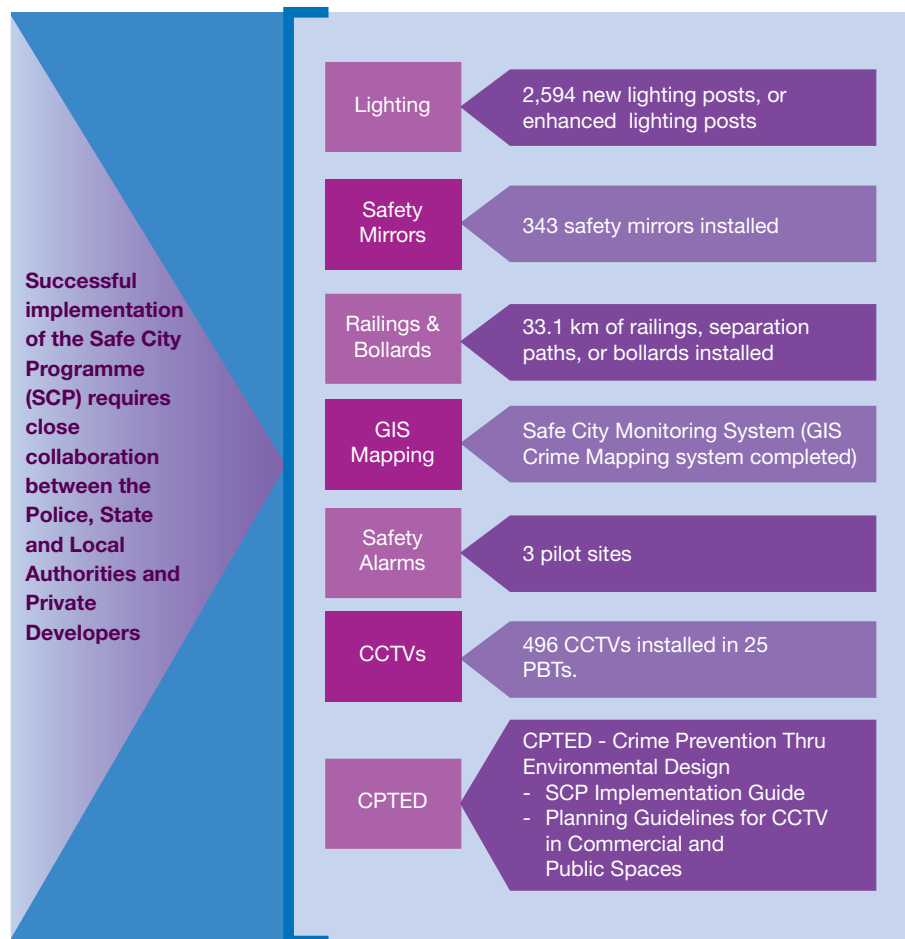 Successful
implementation
of the Safe City
Programme
(SCP) requires
close
collaboration
between the
Police, State
and Local
Authorities and
Private
Developers
Lighting
2,594 new lighting posts, or
enhanced lighting posts
Safety
Mirrors
343 safety mirrors installed
Railings &
Bollards
33.1 km of railings, separation
paths, or bollards installed
GIS
Mapping
Safe City Monitoring System (GIS
Crime Mapping system completed)
Safety
Alarms
3 pilot sites
CCTVs
496 CCTVs installed in 25
PBTs.
CPTED
CPTED - Crime Prevention Thru
Environmental Design
- SCP Implementation Guide
- Planning Guidelines for CCTV
in Commercial and
Public Spaces